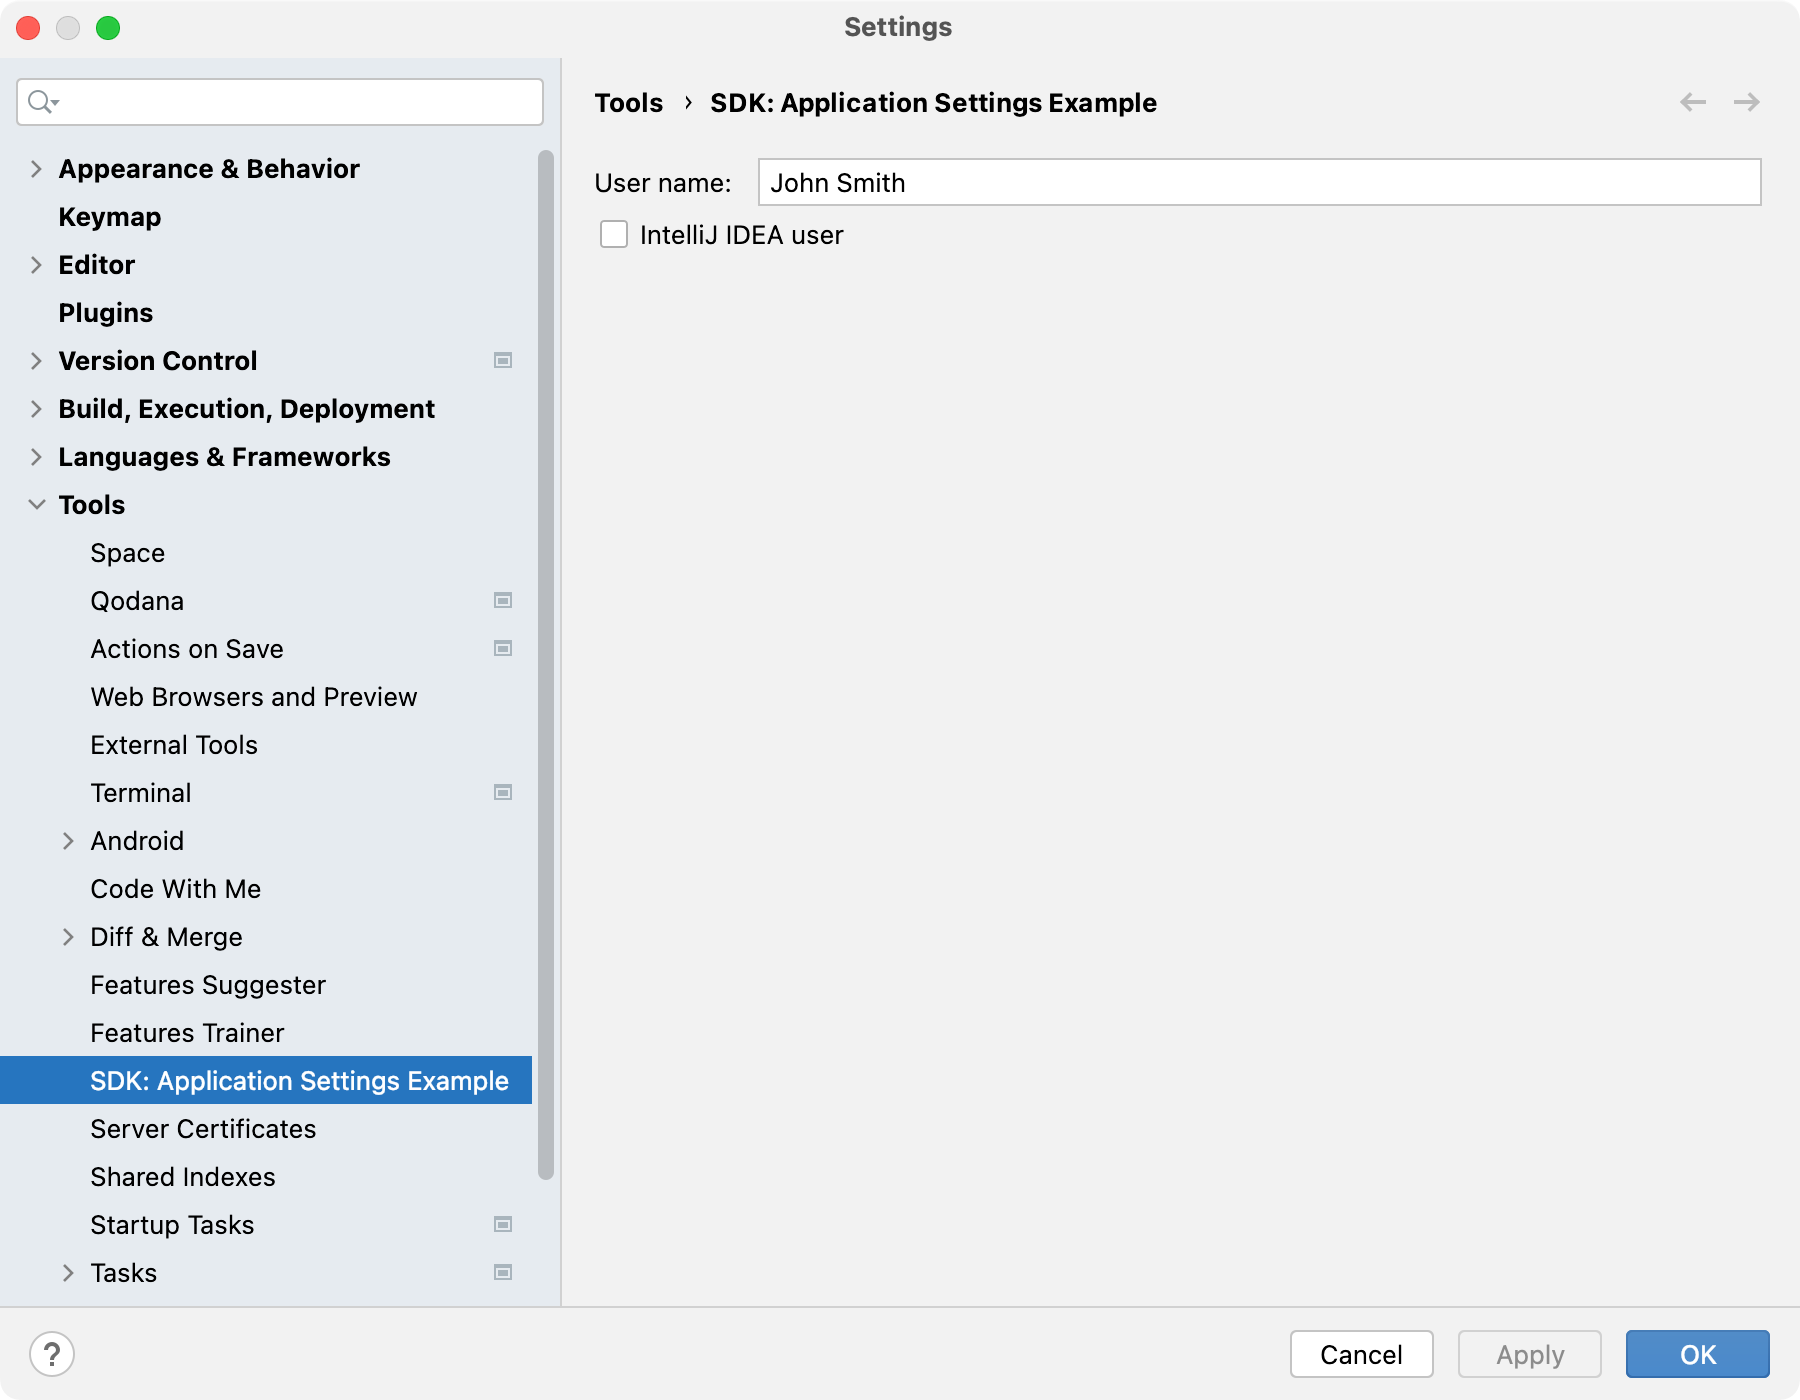 Settings
Tools › SDK: Application Settings Example
Appearance & Behavior
Keymap
Editor
Plugins
Version Control
Build, Execution, Deployment
Languages & Frameworks
Tools
Space
Qodana
Actions on Save
Web Browsers and Preview
External Tools
Terminal
Android
Code With Me
Diff & Merge
Features Suggester
Features Trainer
SDK: Application Settings Example
Server Certificates
Shared Indexes
Startup Tasks
Tasks
User name: John Smith
IntelliJ IDEA user
? Cancel Apply OK